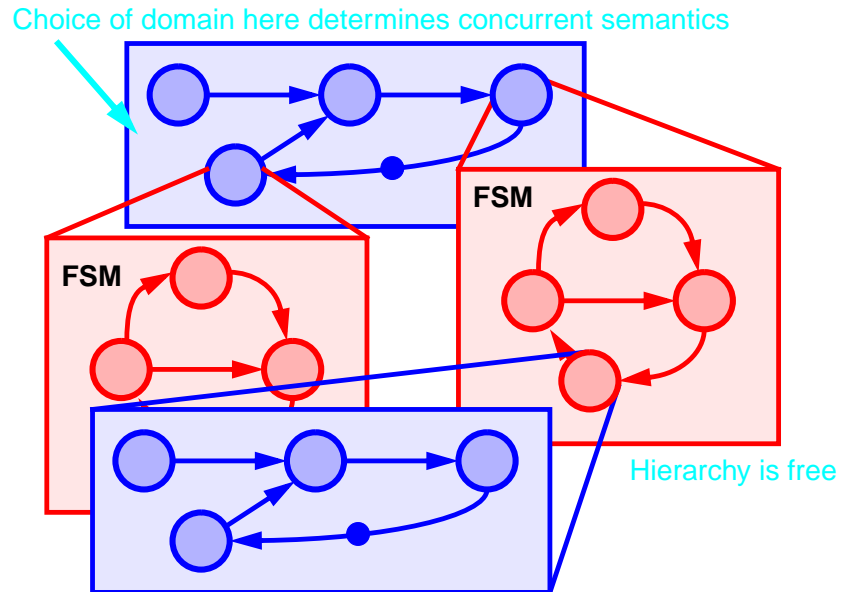 Choice of domain here determines concurrent semantics
FSM
FSM
Hierarchy is free